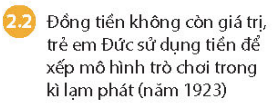 2.2 Đồng tiền không còn giá trị,
trẻ em Đức sử dụng tiền để
xếp mô hình trò chơi trong
kì lạm phát (năm 1923)